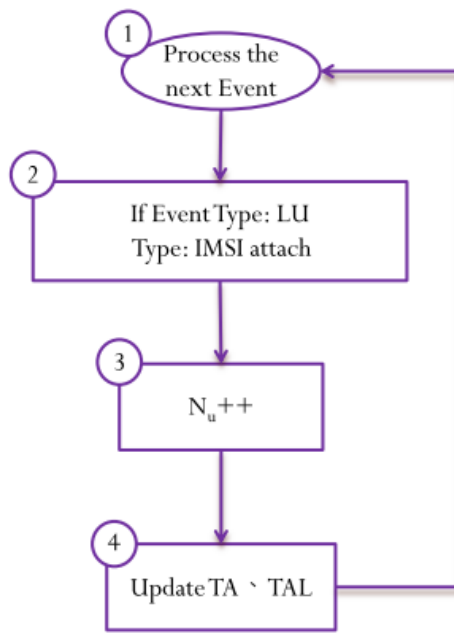 1
Process the
next Event
2
If Event Type: LU
Type: IMSI attach
3
Nu++
4
Update TA、TAL